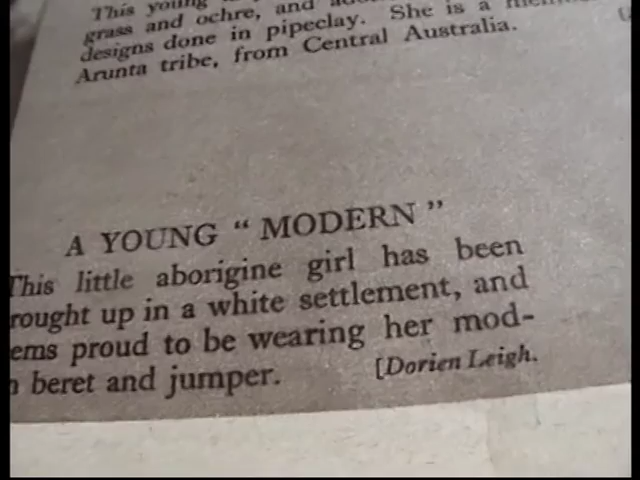 This young
grass and ochre, and
designs done in pipeclay. She is a
Arunta tribe, from Central Australia.
A YOUNG “ MODERN ”
This little aborigine girl has been
rought up in a white settlement, and
ems proud to be wearing her mod-
n beret and jumper. [Dorien Leigh.